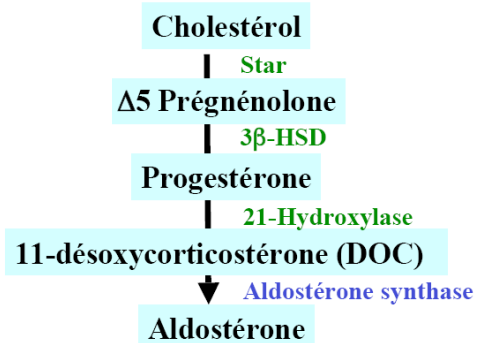 Cholestérol
Star
Δ5 Prégnénolone
3β-HSD
Progestérone
21-Hydroxylase
11-désoxycorticostérone (DOC)
Aldostérone synthase
Aldostérone